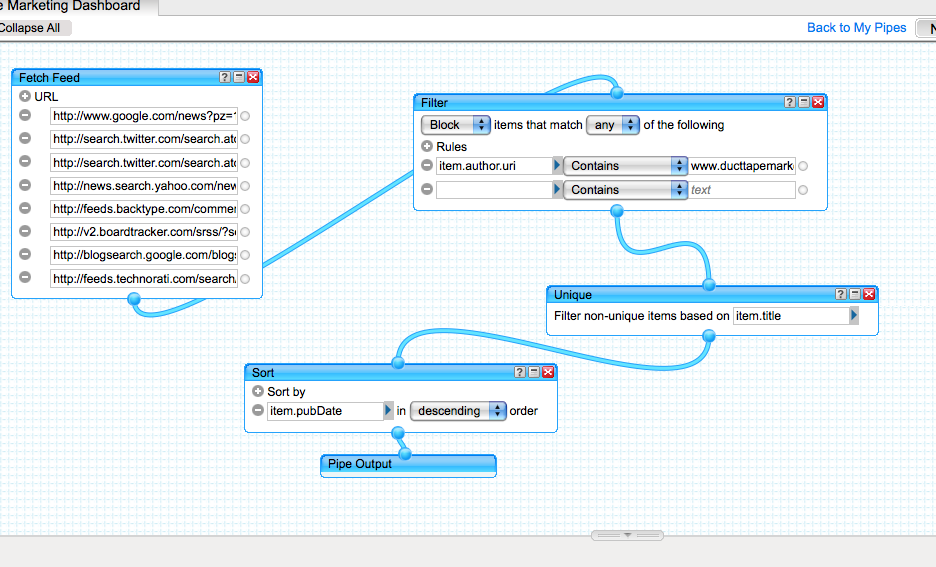 e Marketing Dashboard
Collapse All
Back to My Pipes
Fetch Feed
URL
http://www.google.com/news?pz=
http://search.twitter.com/search.ato
http://search.twitter.com/search.ato
http://news.search.yahoo.com/new
http://feeds.backtype.com/commen
http://v2.boardtracker.com/srss/?s
http://blogsearch.google.com/blog
http://feeds.technorati.com/search/
Filter
Block items that match any of the following
Rules
item.author.uri Contains www.ducttapemark
Contains text
Unique
Filter non-unique items based on item.title
Sort
Sort by
item.pubDate in descending order
Pipe Output